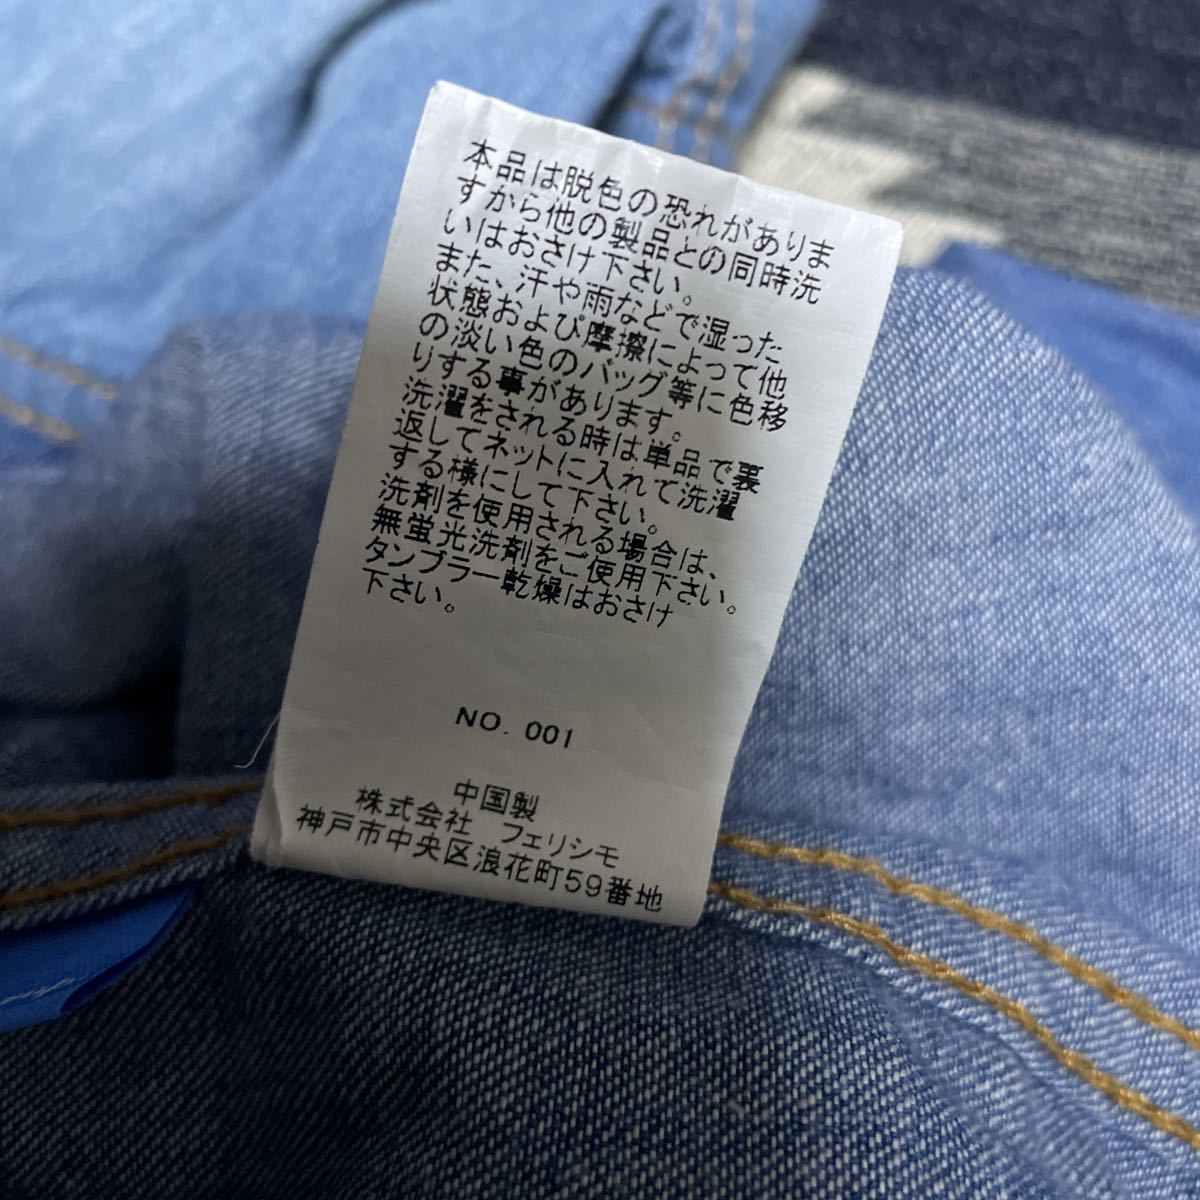 本品は脱色の恐れがありま
すから他の製品との同時洗
いはおさけ下さい。
また、汗や雨などで湿った
状態および摩擦によって他
の淡い色のバッグ等に色移
りする事があります。
洗濯をされる時は単品で裏
返してネットに入れて洗濯
する様にして下さい。
洗剤を使用される場合は、
無蛍光洗剤をご使用下さい。
タンブラー乾燥はおさけ
下さい。
NO. 001
中国製
株式会社 フェリシモ
神戸市中央区浪花町59番地